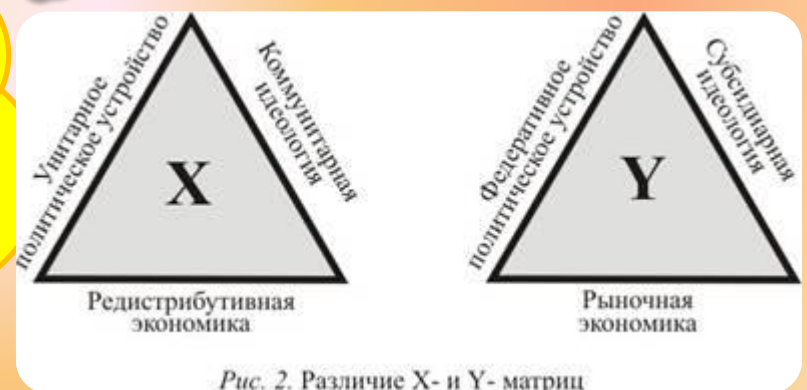 Унитарное
политическое устройство
Коммунитарная
идеология
X
Редистрибутивная
экономика
Федеративное
политическое устройство
Субсидиарная
идеология
Y
Рыночная
экономика
Рис. 2. Различие X- и Y- матриц